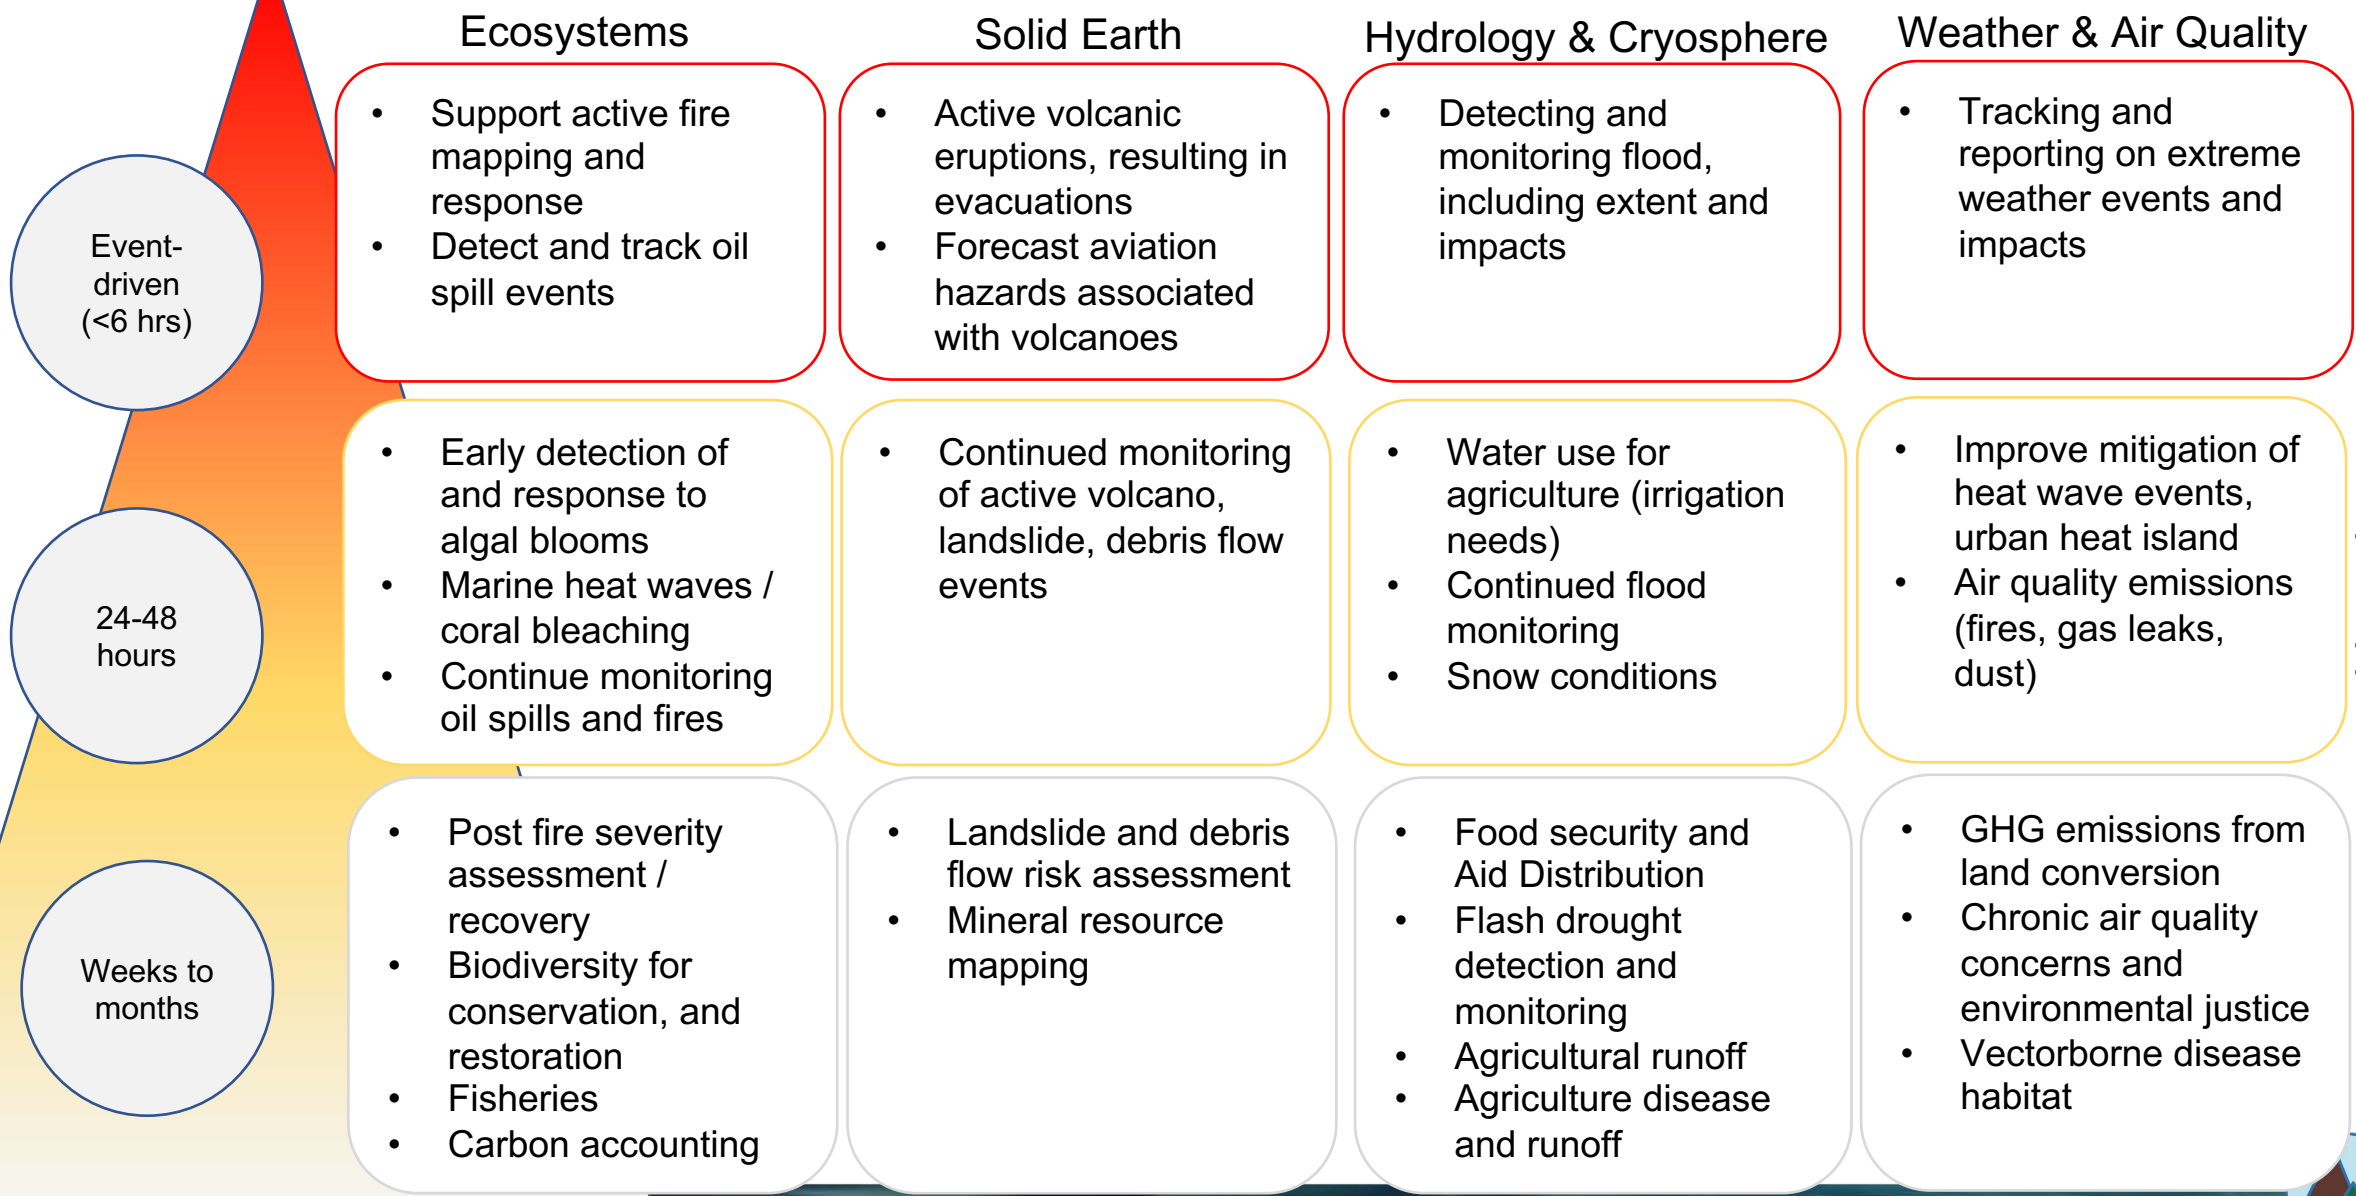 Ecosystems
Solid Earth
Hydrology & Cryosphere
Weather & Air Quality
Event-
driven
(<6 hrs)
• Support active fire
mapping and
response
• Detect and track oil
spill events
• Active volcanic
eruptions, resulting in
evacuations
• Forecast aviation
hazards associated
with volcanoes
• Detecting and
monitoring flood,
including extent and
impacts
• Tracking and
reporting on extreme
weather events and
impacts
24-48
hours
• Early detection of
and response to
algal blooms
• Marine heat waves /
coral bleaching
• Continue monitoring
oil spills and fires
• Continued monitoring
of active volcano,
landslide, debris flow
events
• Water use for
agriculture (irrigation
needs)
• Continued flood
monitoring
• Snow conditions
• Improve mitigation of
heat wave events,
urban heat island
• Air quality emissions
(fires, gas leaks,
dust)
Weeks to
months
• Post fire severity
assessment /
recovery
• Biodiversity for
conservation, and
restoration
• Fisheries
• Carbon accounting
• Landslide and debris
flow risk assessment
• Mineral resource
mapping
• Food security and
Aid Distribution
• Flash drought
detection and
monitoring
• Agricultural runoff
• Agriculture disease
and runoff
• GHG emissions from
land conversion
• Chronic air quality
concerns and
environmental justice
• Vectorborne disease
habitat